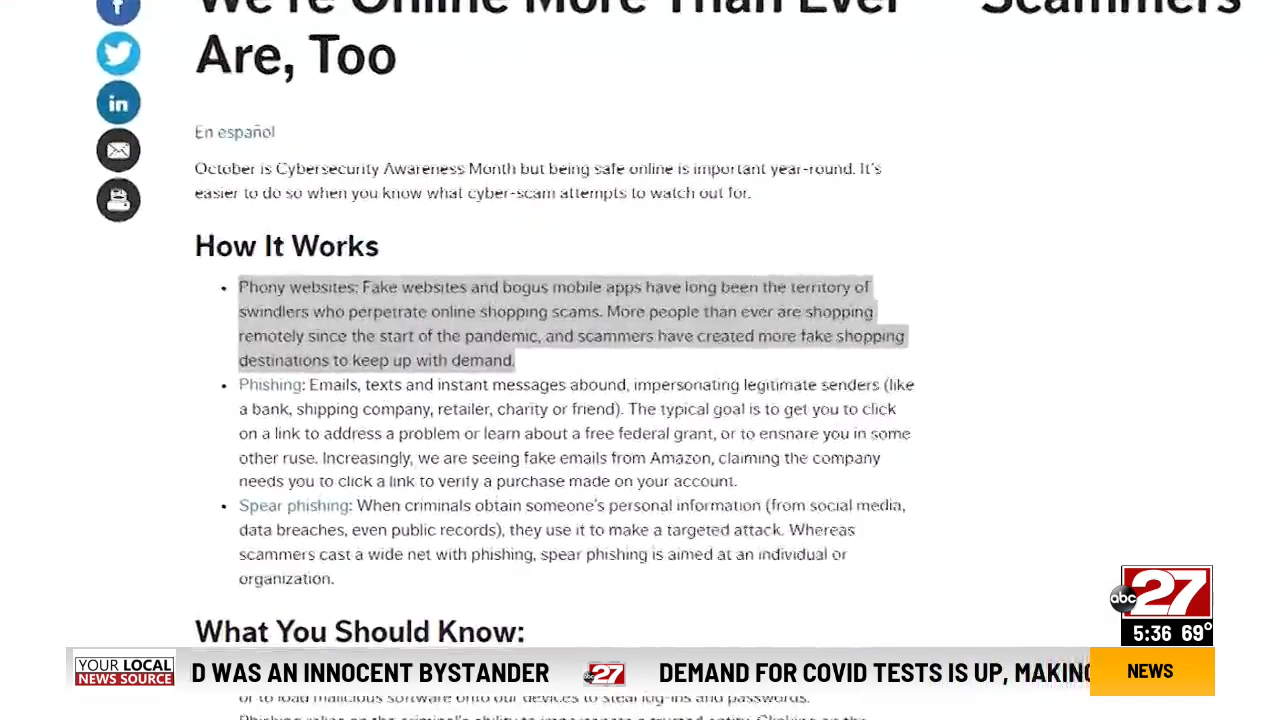 We're Online More Than Ever Scammers
Are, Too
En español
October is Cybersecurity Awareness Month but being safe online is important year-round. It's
easier to do so when you know what cyber-scam attempts to watch out for.
How It Works
• Phony websites: Fake websites and bogus mobile apps have long been the territory of
swindlers who perpetrate online shopping scams. More people than ever are shopping
remotely since the start of the pandemic, and scammers have created more fake shopping
destinations to keep up with demand.
• Phishing: Emails, texts and instant messages abound, impersonating legitimate senders (like
a bank, shipping company, retailer, charity or friend). The typical goal is to get you to click
on a link to address a problem or learn about a free federal grant, or to ensnare you in some
other ruse. Increasingly, we are seeing fake emails from Amazon, claiming the company
needs you to click a link to verify a purchase made on your account.
• Spear phishing: When criminals obtain someone's personal information (from social media,
data breaches, even public records), they use it to make a targeted attack. Whereas
scammers cast a wide net with phishing, spear phishing is aimed at an individual or
organization.
What You Should Know:
abc 27
5:36 69°
YOUR LOCAL
NEWS SOURCE
D WAS AN INNOCENT BYSTANDER abc 27 DEMAND FOR COVID TESTS IS UP, MAKING
NEWS
or to load malicious software onto our devices to steal log-ins and passwords.